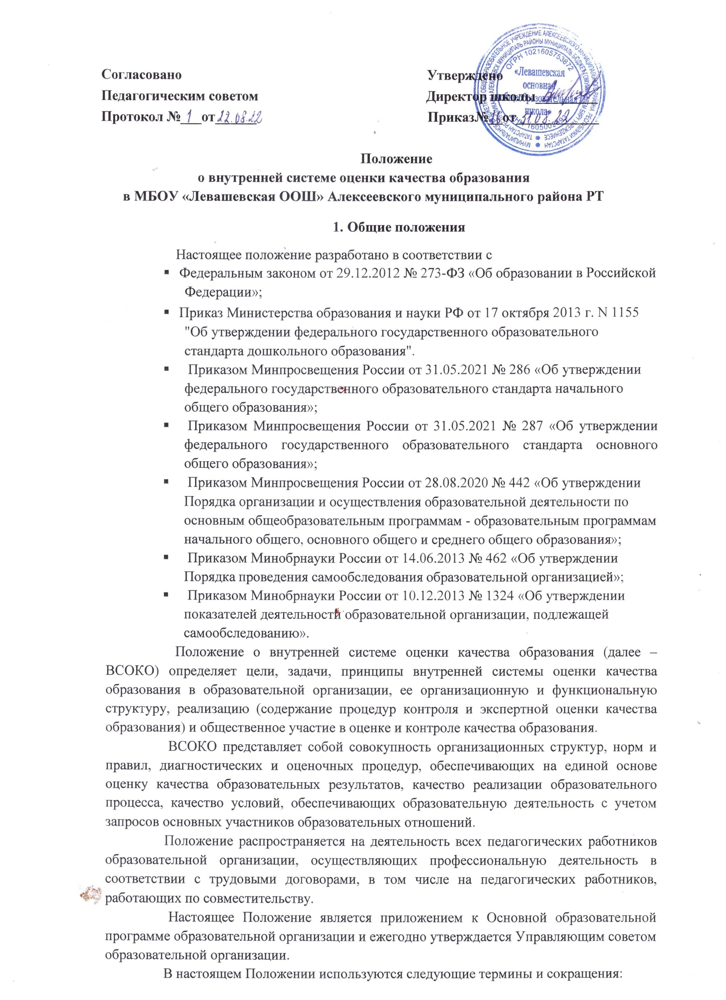 Согласовано
Утверждено
Педагогическим советом
Директор школы
Протокол № 1 от 22.08.22
Приказ№ от 31.08.22
МУНИЦИПАЛЬНОЕ БЮДЖЕТНОЕ ОБЩЕОБРАЗОВАТЕЛЬНОЕ УЧРЕЖДЕНИЕ АЛЕКСЕЕВСКОГО МУНИЦИПАЛЬНОГО РАЙОНА РЕСПУБЛИКИ ТАТАРСТАН
ОГРН 1021605753872
«Левашевская
основная
общеобразовательная
школа»
Положение
о внутренней системе оценки качества образования
в МБОУ «Левашевская ООШ» Алексеевского муниципального района РТ
1. Общие положения
Настоящее положение разработано в соответствии с
▪ Федеральным законом от 29.12.2012 № 273-ФЗ «Об образовании в Российской
Федерации»;
▪ Приказ Министерства образования и науки РФ от 17 октября 2013 г. N 1155
"Об утверждении федерального государственного образовательного
стандарта дошкольного образования".
▪ Приказом Минпросвещения России от 31.05.2021 № 286 «Об утверждении
федерального государственного образовательного стандарта начального
общего образования»;
▪ Приказом Минпросвещения России от 31.05.2021 № 287 «Об утверждении
федерального государственного образовательного стандарта основного
общего образования»;
▪ Приказом Минпросвещения России от 28.08.2020 № 442 «Об утверждении
Порядка организации и осуществления образовательной деятельности по
основным общеобразовательным программам - образовательным программам
начального общего, основного общего и среднего общего образования»;
▪ Приказом Минобрнауки России от 14.06.2013 № 462 «Об утверждении
Порядка проведения самообследования образовательной организацией»;
▪ Приказом Минобрнауки России от 10.12.2013 № 1324 «Об утверждении
показателей деятельности образовательной организации, подлежащей
самообследованию».
Положение о внутренней системе оценки качества образования (далее –
ВСОКО) определяет цели, задачи, принципы внутренней системы оценки качества
образования в образовательной организации, ее организационную и функциональную
структуру, реализацию (содержание процедур контроля и экспертной оценки качества
образования) и общественное участие в оценке и контроле качества образования.
ВСОКО представляет собой совокупность организационных структур, норм и
правил, диагностических и оценочных процедур, обеспечивающих на единой основе
оценку качества образовательных результатов, качество реализации образовательного
процесса, качество условий, обеспечивающих образовательную деятельность с учетом
запросов основных участников образовательных отношений.
Положение распространяется на деятельность всех педагогических работников
образовательной организации, осуществляющих профессиональную деятельность в
соответствии с трудовыми договорами, в том числе на педагогических работников,
работающих по совместительству.
Настоящее Положение является приложением к Основной образовательной
программе образовательной организации и ежегодно утверждается Управляющим советом
образовательной организации.
В настоящем Положении используются следующие термины и сокращения: